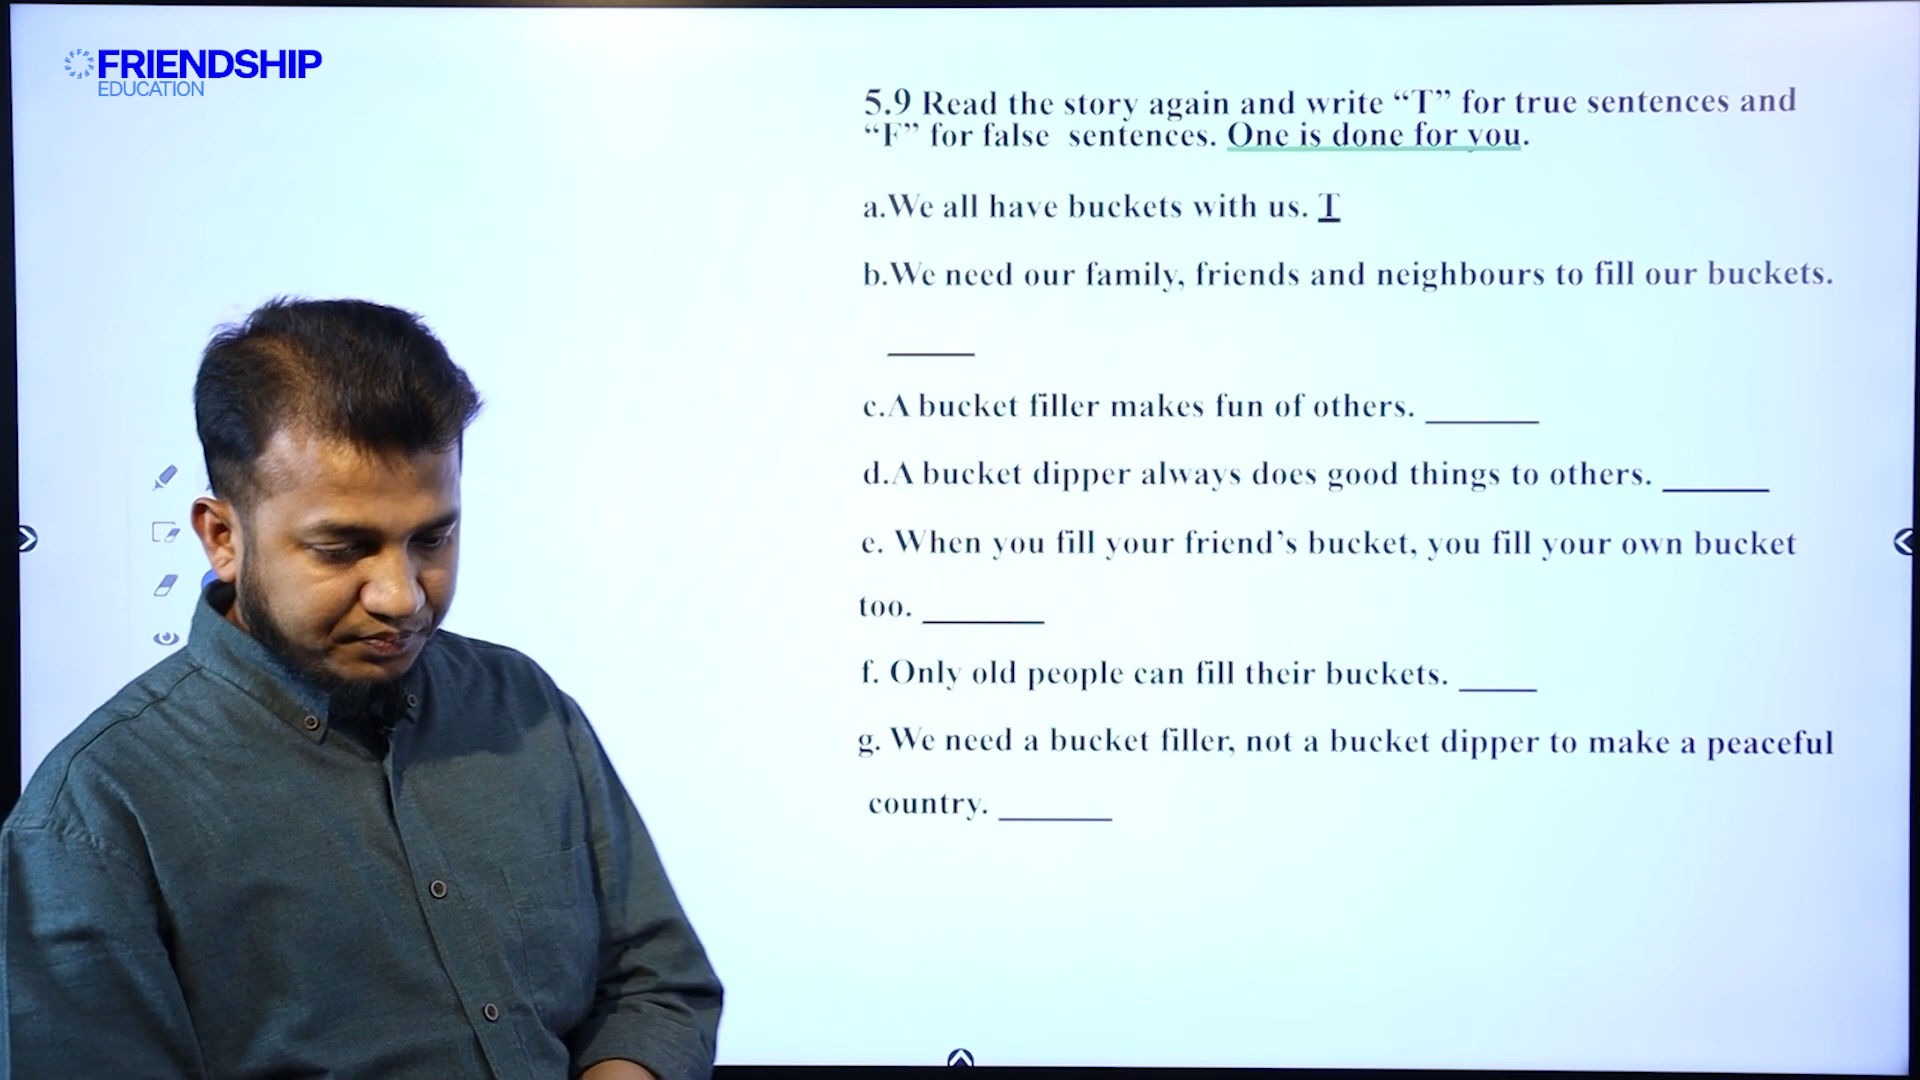 FRIENDSHIP
EDUCATION
5.9 Read the story again and write “T” for true sentences and
“F” for false sentences. One is done for you.
a.We all have buckets with us. T
b.We need our family, friends and neighbours to fill our buckets.
c.A bucket filler makes fun of others.
d.A bucket dipper always does good things to others.
e. When you fill your friend’s bucket, you fill your own bucket
too.
f. Only old people can fill their buckets.
g. We need a bucket filler, not a bucket dipper to make a peaceful
country.